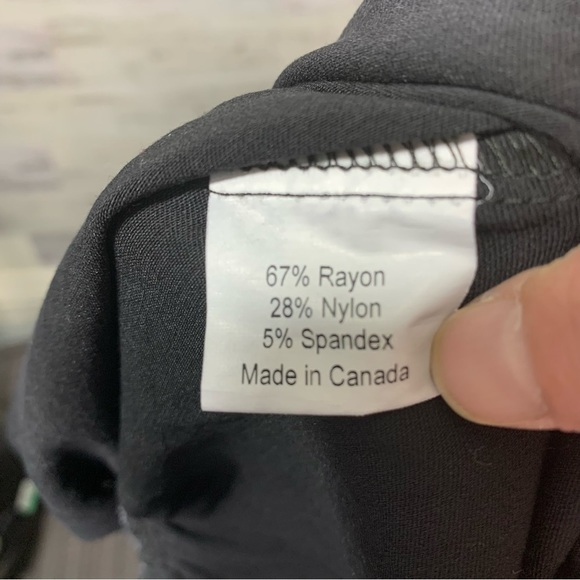 67% Rayon
28% Nylon
5% Spandex
Made in Canada